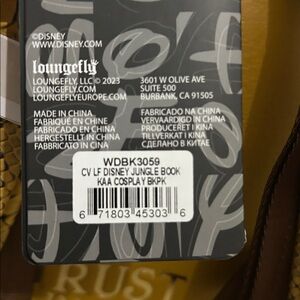 ©DISNEY
WWW.DISNEY.COM
loungefly
LOUNGEFLY, LLC © 2023
LOUNGEFLY.COM
LOUNGEFLYEUROPE.COM
3601 W OLIVE AVE
SUITE 500
BURBANK, CA 91505
MADE IN CHINA
FABRIQUÉ EN CHINE
FABRICADO EN CHINA
HERGESTELLT IN CHINA
FABBRICATO IN CINA
FABRICADO NA CHINA
VERVAARDIGD IN CHINA
PRODUCERET I KINA
TILLVERKAD I KINA
СДЕЛАНО В КИТАЕ
WDBK3059
CV LF DISNEY JUNGLE BOOK
KAA COSPLAY BKPK
6 71803 45303 6
RUST